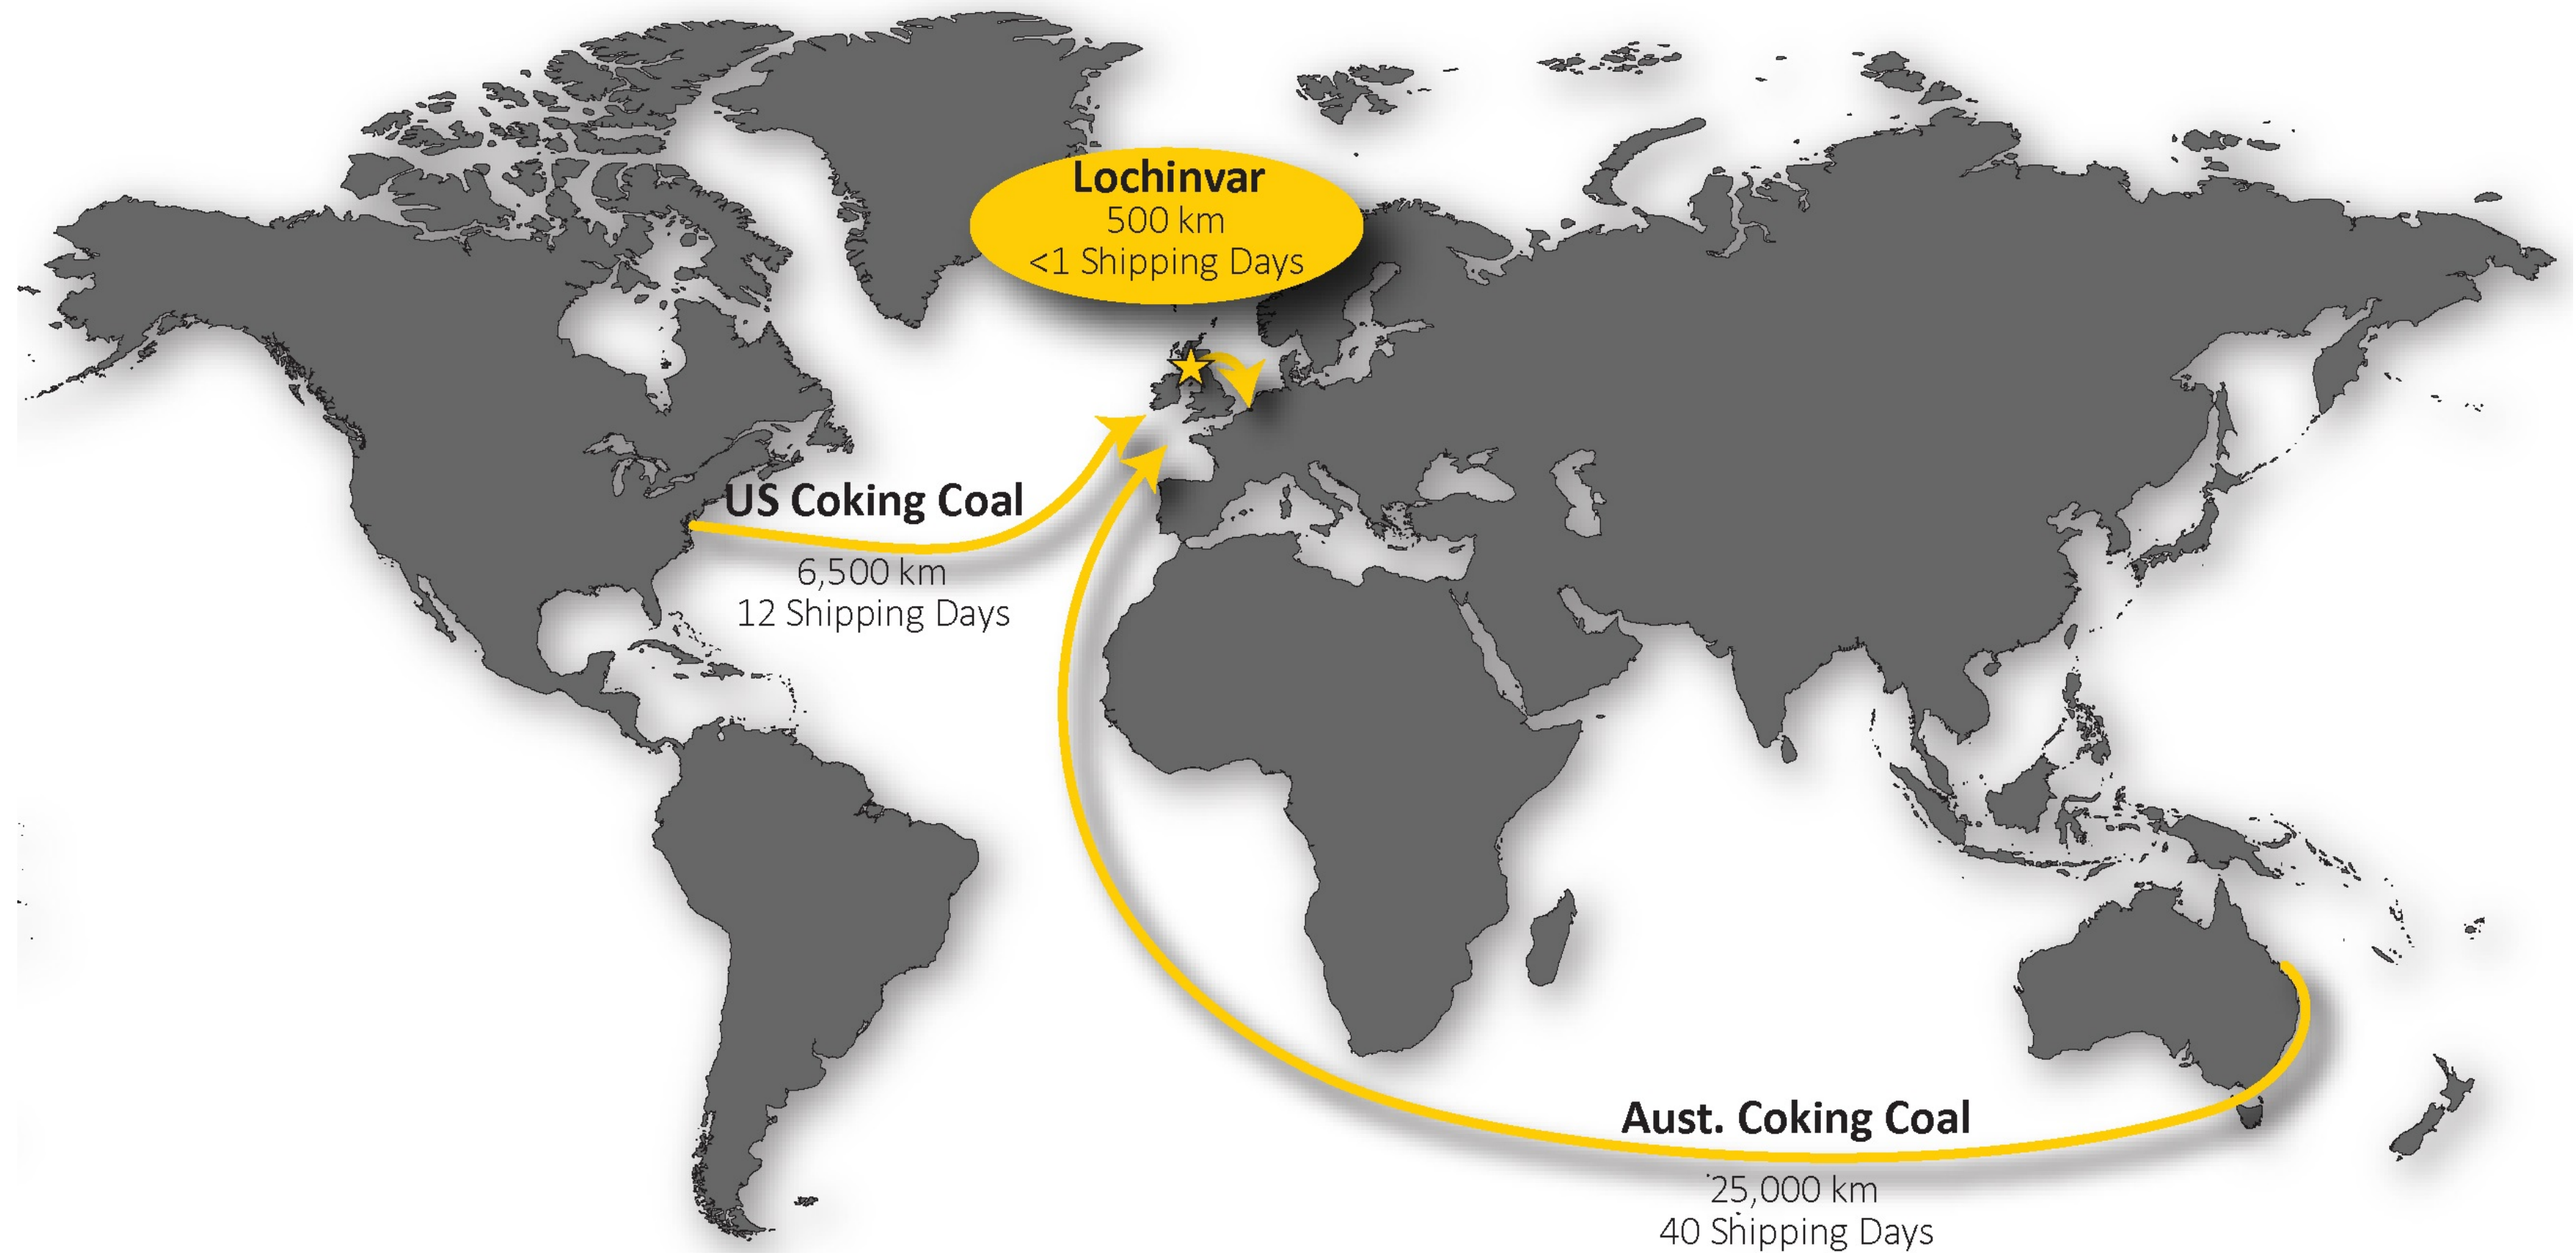 Lochinvar
500 km
<1 Shipping Days
US Coking Coal
6,500 km
12 Shipping Days
Aust. Coking Coal
25,000 km
40 Shipping Days